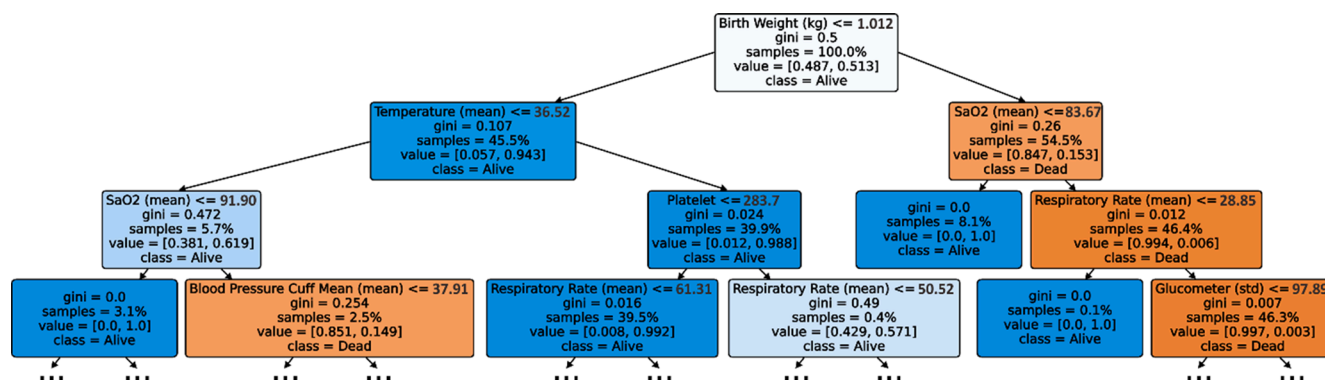 Birth Weight (kg) <= 1.012
gini = 0.5
samples = 100.0%
value = [0.487, 0.513]
class = Alive
Temperature (mean) <= 36.52
gini = 0.107
samples = 45.5%
value = [0.057, 0.943]
class = Alive
SaO2 (mean) <=83.67
gini = 0.26
samples = 54.5%
value = [0.847, 0.153]
class = Dead
SaO2 (mean) <= 91.90
gini = 0.472
samples = 5.7%
value = [0.381, 0.619]
class = Alive
Platelet <=283.7
gini = 0.024
samples = 39.9%
value = [0.012, 0.988]
class = Alive
gini = 0.0
samples = 8.1%
value = [0.0, 1.0]
class = Alive
Respiratory Rate (mean) <= 28.85
gini = 0.012
samples = 46.4%
value = [0.994, 0.006]
class = Dead
gini = 0.0
samples = 3.1%
value = [0.0, 1.0]
class = Alive
Blood Pressure Cuff Mean (mean) <= 37.91
gini = 0.254
samples = 2.5%
value = [0.851, 0.149]
class = Dead
Respiratory Rate (mean) <= 61.31
gini = 0.016
samples = 39.5%
value = [0.008, 0.992]
class = Alive
Respiratory Rate (mean) <= 50.52
gini = 0.49
samples = 0.4%
value = [0.429, 0.571]
class = Alive
gini = 0.0
samples = 0.1%
value = [0.0, 1.0]
class = Alive
Glucometer (std) <= 97.89
gini = 0.007
samples = 46.3%
value = [0.997, 0.003]
class = Dead
... ... ... ... ... ... ... ... ... ...